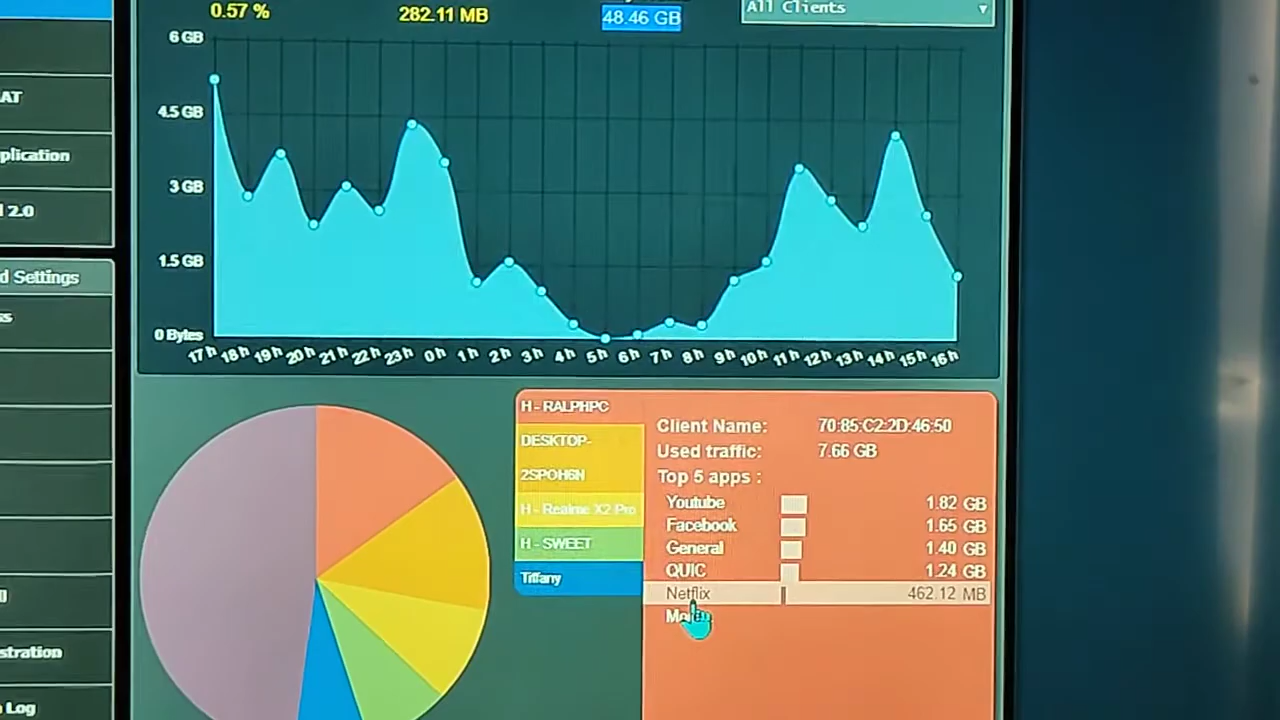 0.57 %
282.11 MB
48.46 GB
All Clients
6 GB
4.5 GB
3 GB
1.5 GB
0 Bytes
17 h 18 h 19 h 20 h 21 h 22 h 23 h 0 h 1 h 2 h 3 h 4 h 5 h 6 h 7 h 8 h 9 h 10 h 11 h 12 h 13 h 14 h 15 h 16 h
AT
plication
l 2.0
d Settings
ss
stration
Log
H - RALPHPC
DESKTOP-
2SPOH6N
H - Realme X2 Pro
H - SWEET
Tiffany
Client Name: 70:85:C2:2D:46:50
Used traffic: 7.66 GB
Top 5 apps :
Youtube 1.82 GB
Facebook 1.65 GB
General 1.40 GB
QUIC 1.24 GB
Netflix 462.12 MB